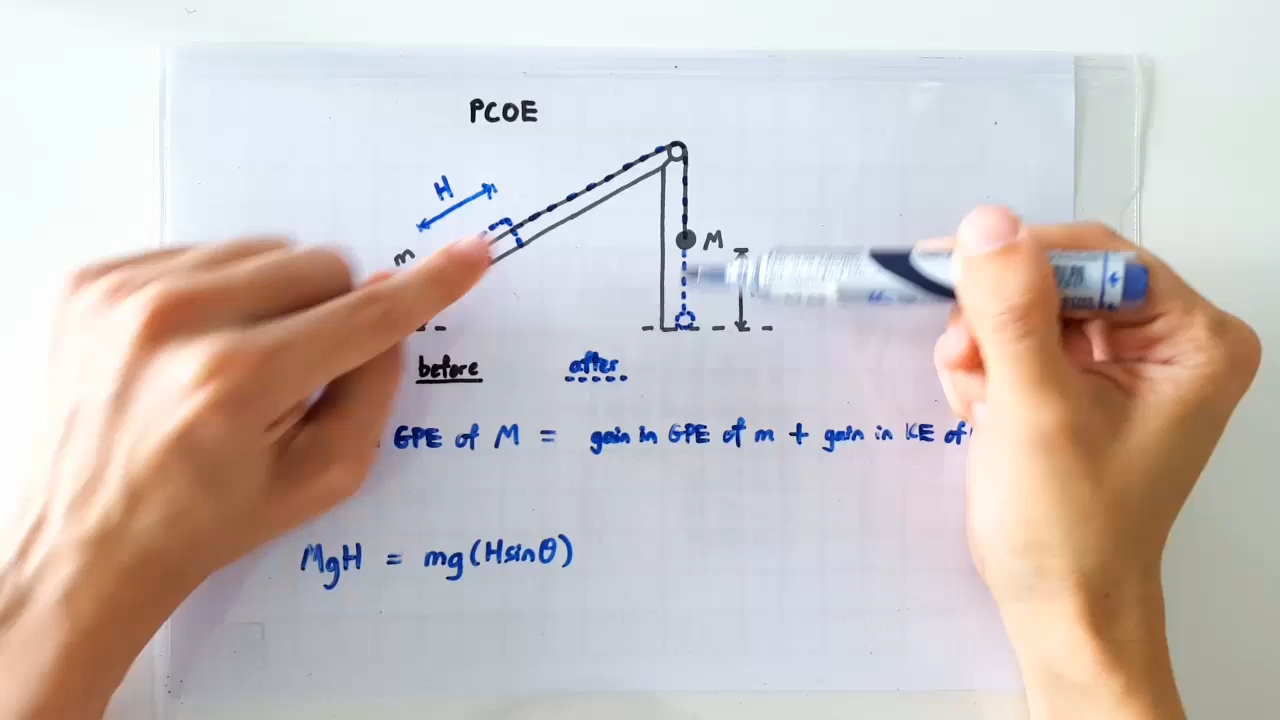 PCOE
H
m
M
before after
GPE of M = gain in GPE of m + gain in KE of
MgH = mg(Hsinθ)